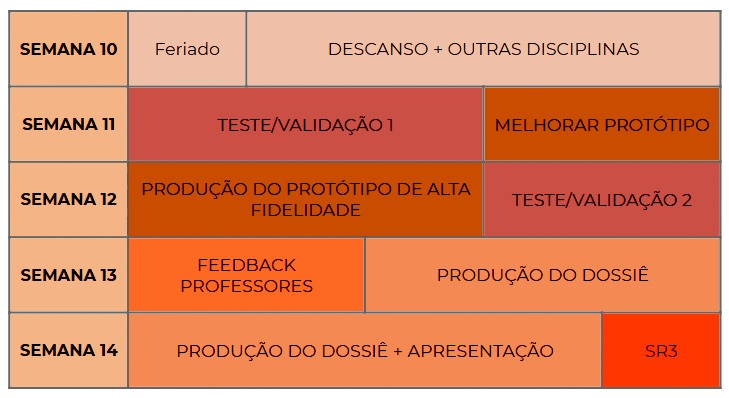 SEMANA 10
Feriado
DESCANSO + OUTRAS DISCIPLINAS
SEMANA 11
TESTE/VALIDAÇÃO 1
MELHORAR PROTÓTIPO
SEMANA 12
PRODUÇÃO DO PROTÓTIPO DE ALTA
FIDELIDADE
TESTE/VALIDAÇÃO 2
SEMANA 13
FEEDBACK
PROFESSORES
PRODUÇÃO DO DOSSIÊ
SEMANA 14
PRODUÇÃO DO DOSSIÊ + APRESENTAÇÃO
SR3